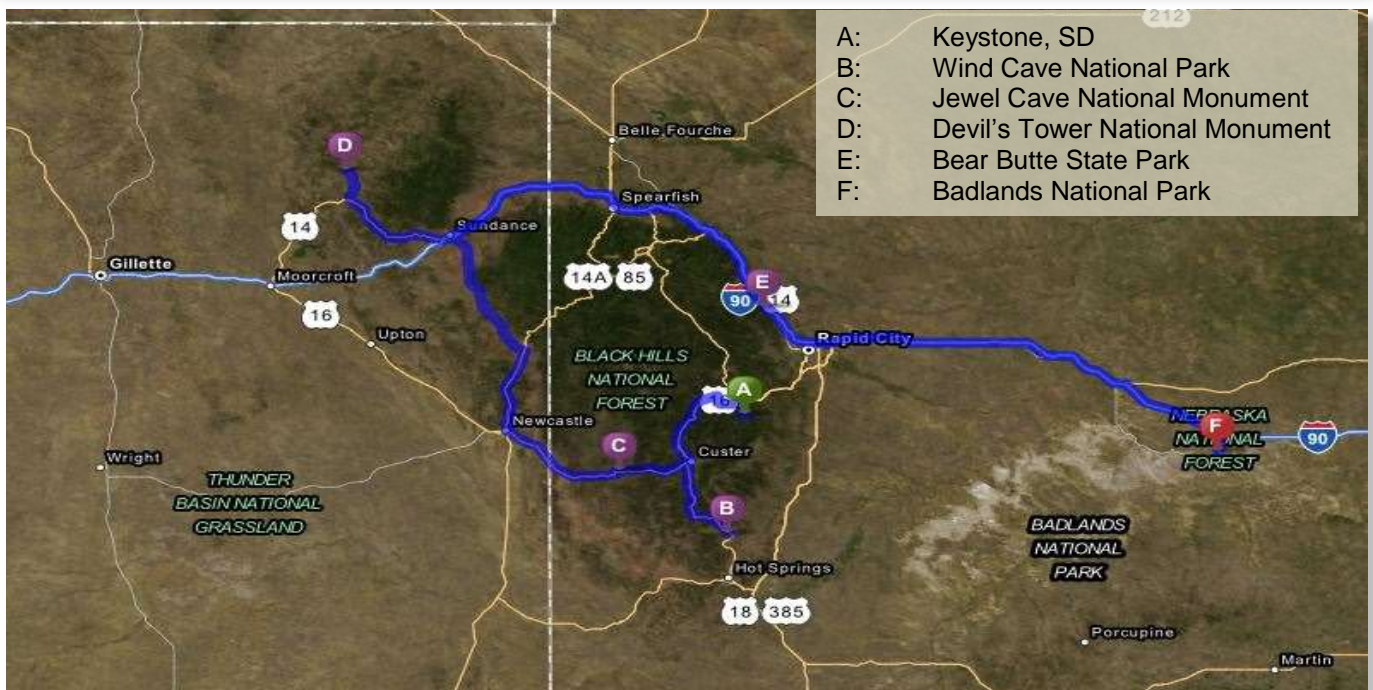 212
A: Keystone, SD
B: Wind Cave National Park
C: Jewel Cave National Monument
D: Devil's Tower National Monument
E: Bear Butte State Park
F: Badlands National Park
Belle Fourche
D
Spearfish
14
Sundance
Gillette
Moorcroft
14A
85
E
90
14
16
Upton
Rapid City
BLACK HILLS
NATIONAL
FOREST
A
16
Newcastle
NEBRASKA
NATIONAL
FOREST
F
90
C
Custer
Wright
THUNDER
BASIN NATIONAL
GRASSLAND
B
BADLANDS
NATIONAL
PARK
Hot Springs
18
385
Porcupine
Martin